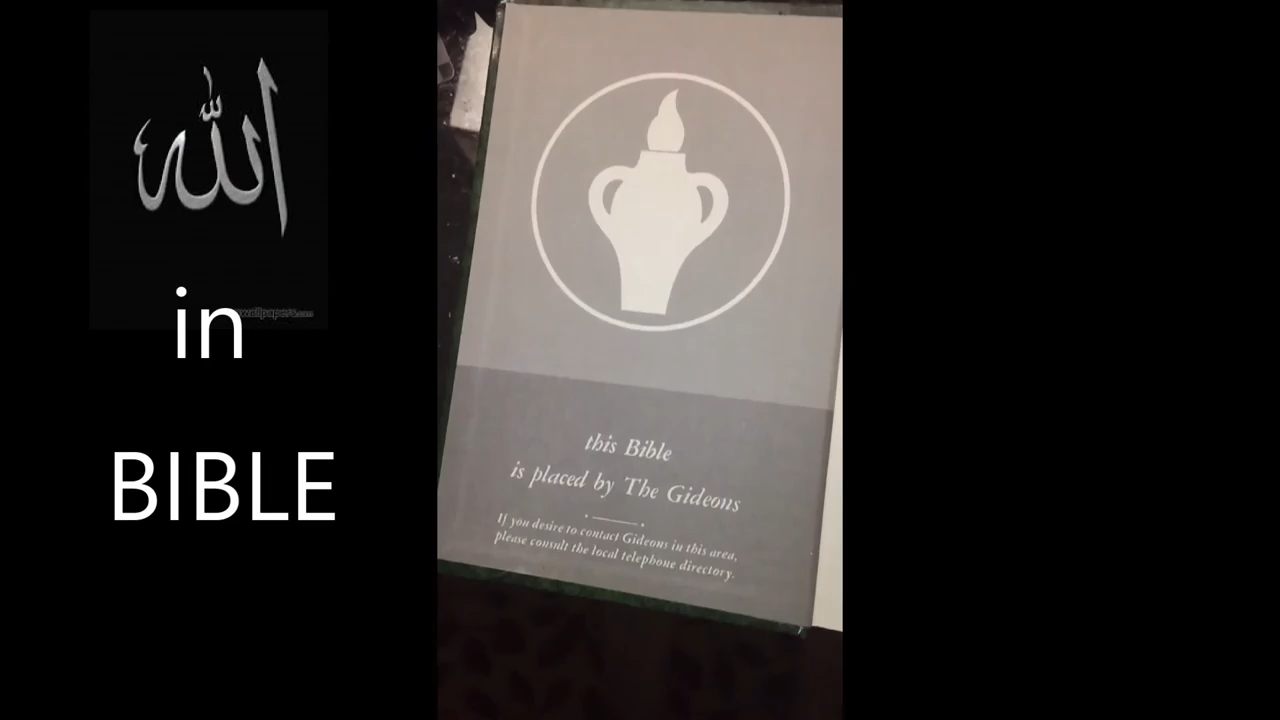 الله
in
BIBLE
this Bible
is placed by The Gideons
If you desire to contact Gideons in this area,
please consult the local telephone directory.